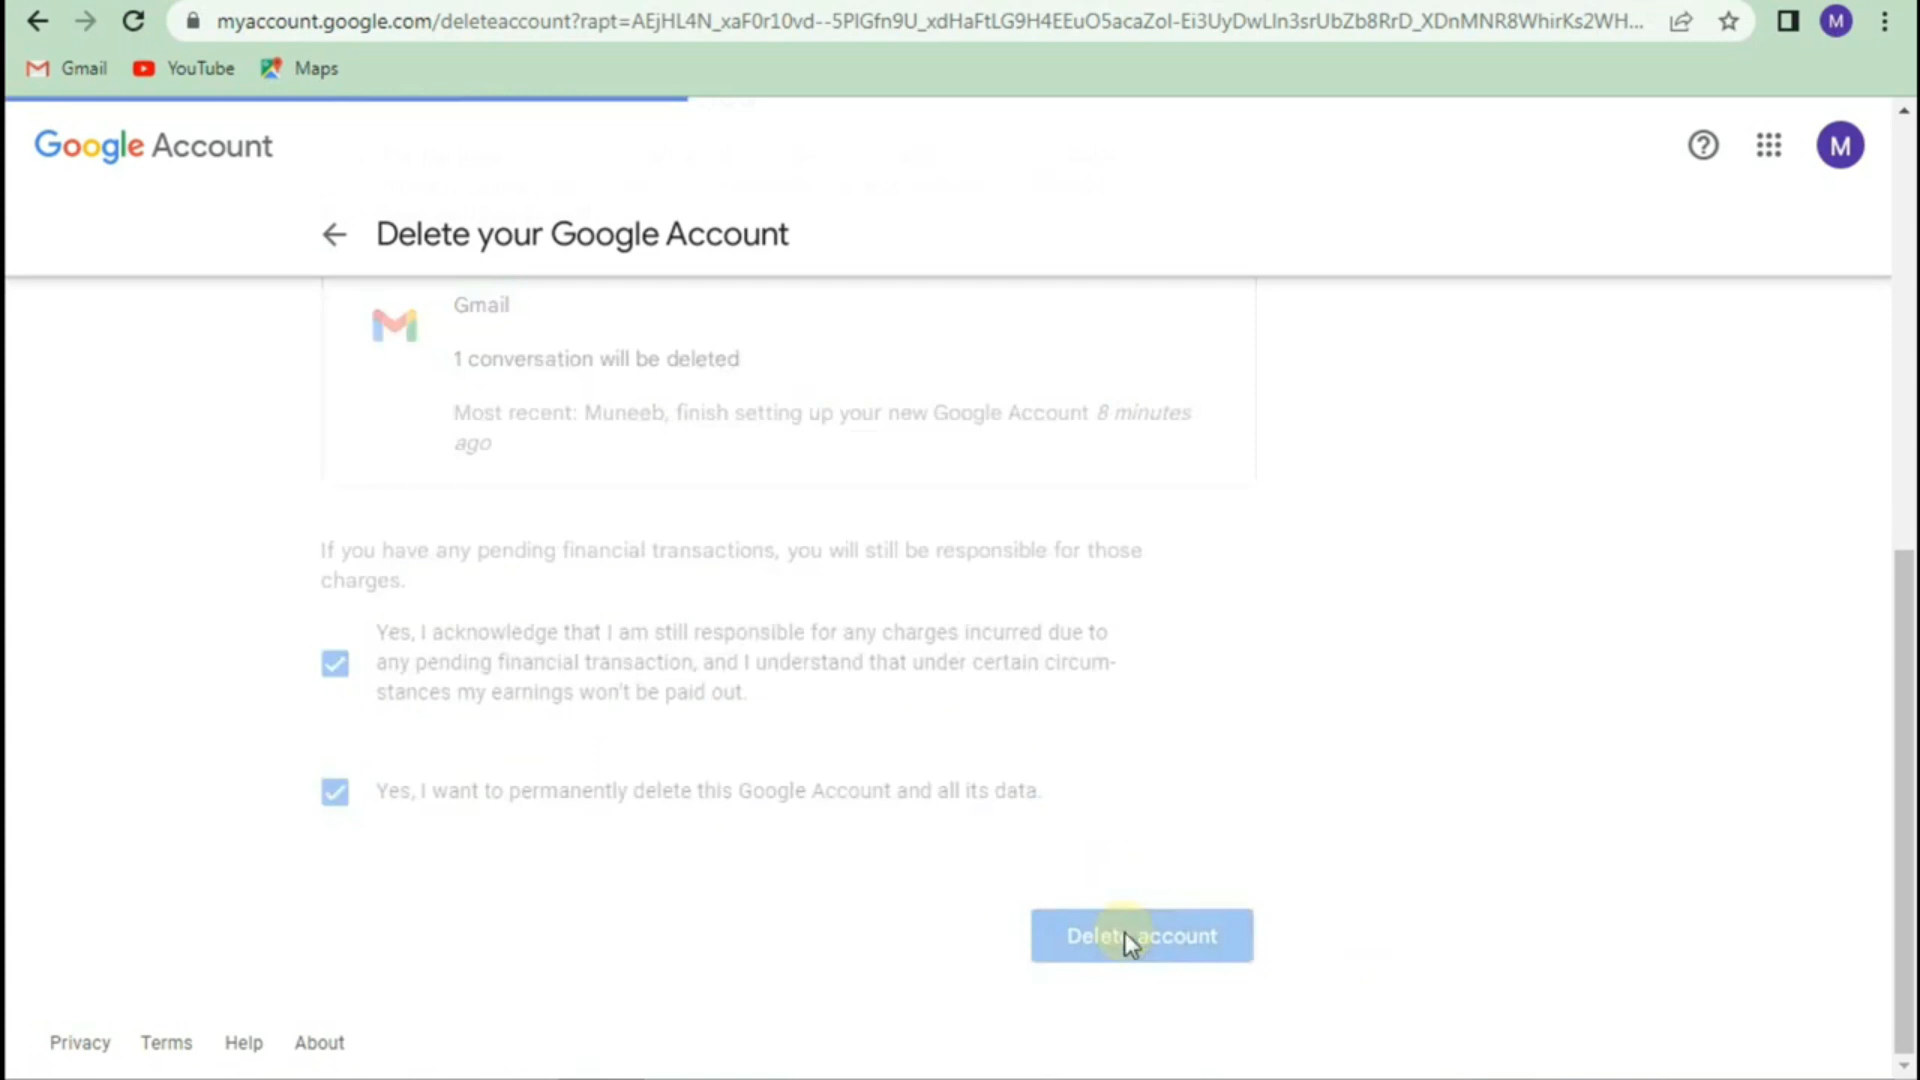 myaccount.google.com/deleteaccount?rapt=AEjHL4N_xaF0r10vd--5PlGfn9U_xdHaFtLG9H4EEuO5acaZol-Ei3UyDwLln3srUbZb8RrD_XDnMNR8WhirKs2WH...
M
Gmail YouTube Maps
Google Account
M
Delete your Google Account
Gmail
1 conversation will be deleted
Most recent: Muneeb, finish setting up your new Google Account 8 minutes
ago
If you have any pending financial transactions, you will still be responsible for those
charges.
Yes, I acknowledge that I am still responsible for any charges incurred due to
any pending financial transaction, and I understand that under certain circum-
stances my earnings won't be paid out.
Yes, I want to permanently delete this Google Account and all its data.
Delete account
Privacy Terms Help About